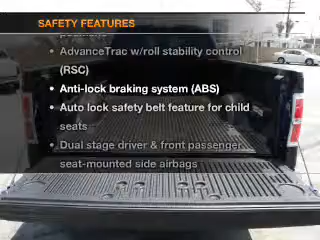 SAFETY FEATURES
• AdvanceTrac w/roll stability control
(RSC)
• Anti-lock braking system (ABS)
• Auto lock safety belt feature for child
seats
• Dual stage driver & front passenger
seat-mounted side airbags